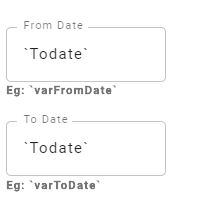 From Date
`Todate`
Eg: `varFromDate`
To Date
`Todate`
Eg: `varToDate`